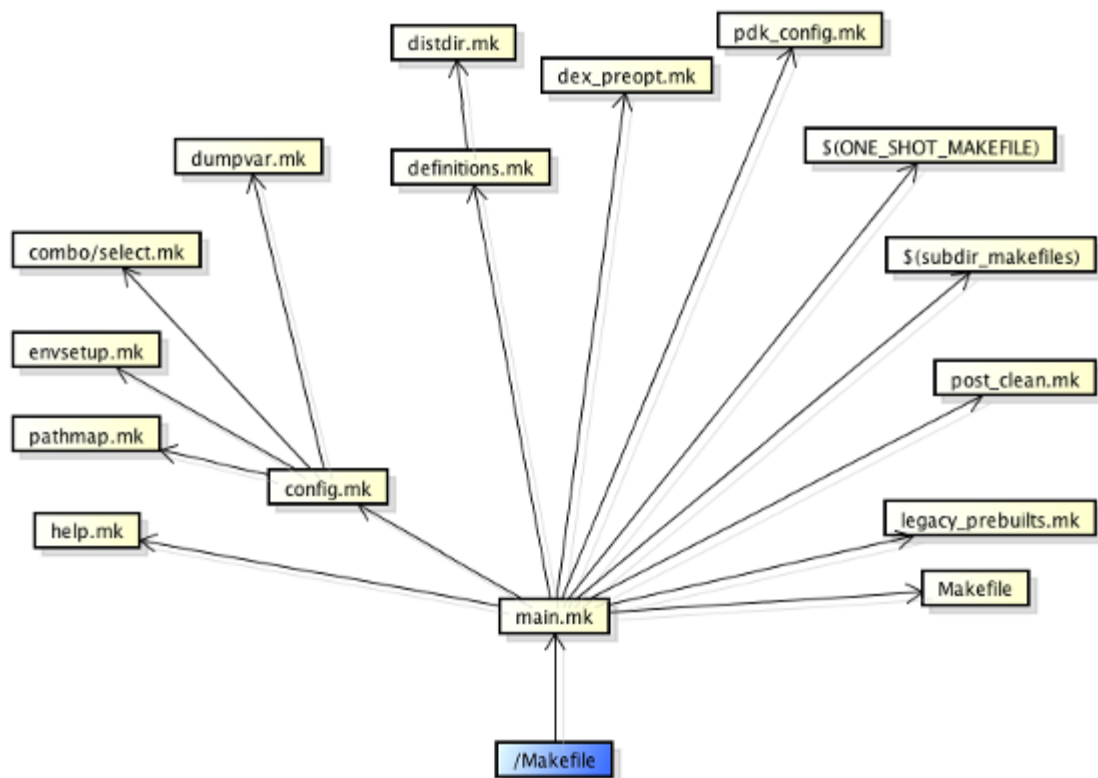 pdk_config.mk
distdir.mk
dex_preopt.mk
$(ONE_SHOT_MAKEFILE)
dumpvar.mk
definitions.mk
combo/select.mk
$(subdir_makefiles)
envsetup.mk
post_clean.mk
pathmap.mk
config.mk
legacy_prebuilts.mk
help.mk
Makefile
main.mk
/Makefile